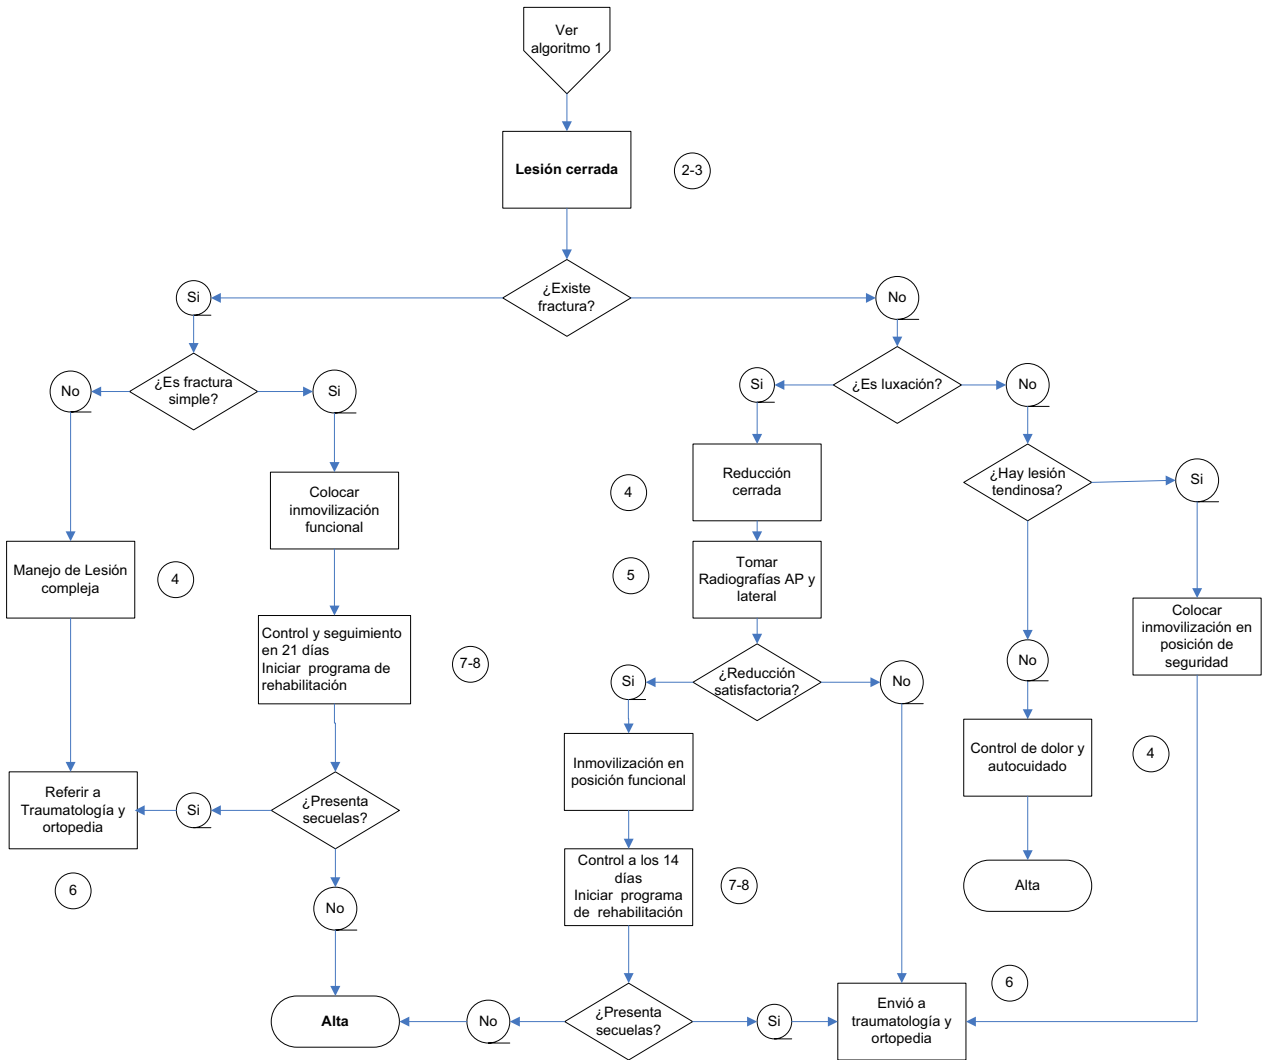 Ver
algoritmo 1
Lesión cerrada
2-3
¿Existe
fractura?
Si
No
¿Es fractura
simple?
No
Si
¿Es luxación?
Si
No
Colocar
inmovilización
funcional
Reducción
cerrada
4
¿Hay lesión
tendinosa?
Si
Manejo de Lesión
compleja
4
Tomar
Radiografías AP y
lateral
5
Colocar
inmovilización en
posición de
seguridad
Control y seguimiento
en 21 días
Iniciar programa de
rehabilitación
7-8
¿Reducción
satisfactoria?
Si
No
No
Inmovilización en
posición funcional
Control de dolor y
autocuidado
4
Referir a
Traumatología y
ortopedia
Si
¿Presenta
secuelas?
6
Control a los 14
días
Iniciar programa
de rehabilitación
7-8
Alta
No
6
Alta
No
¿Presenta
secuelas?
Si
Envió a
traumatología y
ortopedia